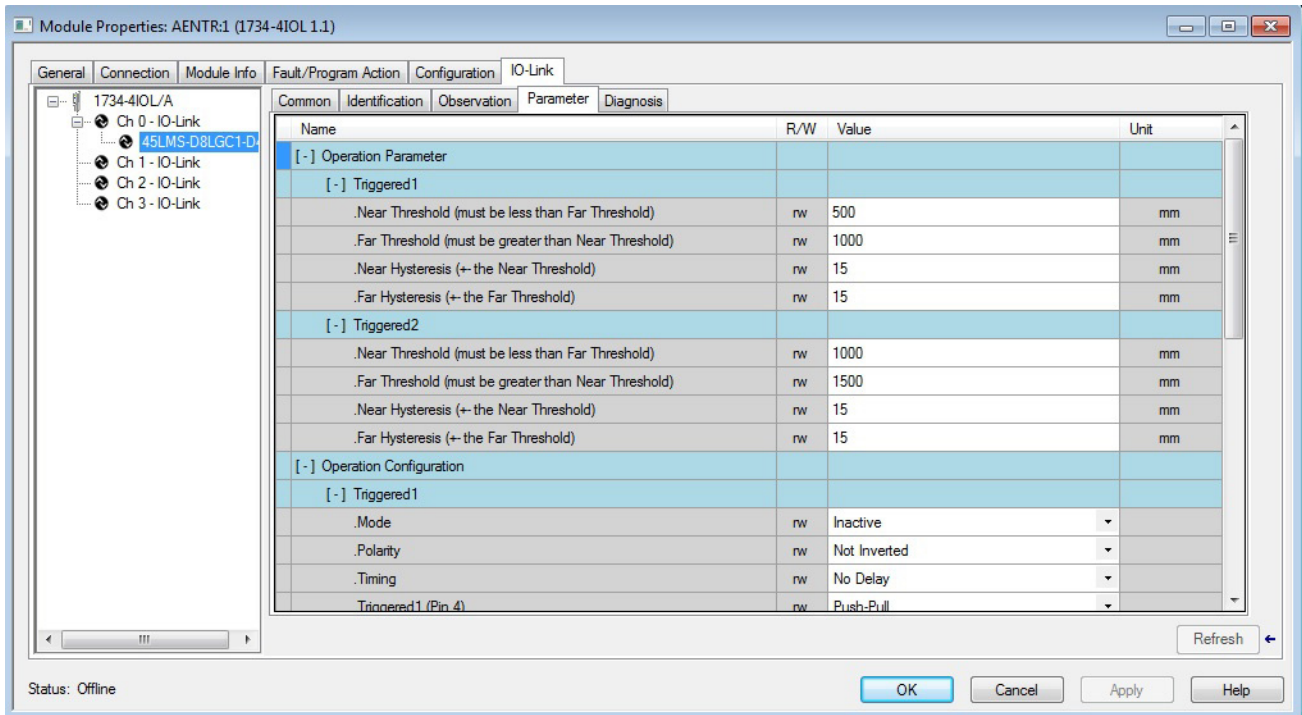 Module Properties: AENTR:1 (1734-4IOL 1.1)
General Connection Module Info Fault/Program Action Configuration IO-Link
1734-4IOL/A
Ch 0 - IO-Link
45LMS-D8LGC1-D4
Ch 1 - IO-Link
Ch 2 - IO-Link
Ch 3 - IO-Link
Common Identification Observation Parameter Diagnosis
Name R/W Value Unit
[-] Operation Parameter
[-] Triggered1
.Near Threshold (must be less than Far Threshold) rw 500 mm
.Far Threshold (must be greater than Near Threshold) rw 1000 mm
.Near Hysteresis (+- the Near Threshold) rw 15 mm
.Far Hysteresis (+- the Far Threshold) rw 15 mm
[-] Triggered2
.Near Threshold (must be less than Far Threshold) rw 1000 mm
.Far Threshold (must be greater than Near Threshold) rw 1500 mm
.Near Hysteresis (+- the Near Threshold) rw 15 mm
.Far Hysteresis (+- the Far Threshold) rw 15 mm
[-] Operation Configuration
[-] Triggered1
.Mode rw Inactive
.Polarity rw Not Inverted
.Timing rw No Delay
.Triggered1 (Pin 4) rw Push-Pull
Refresh
Status: Offline
OK Cancel Apply Help